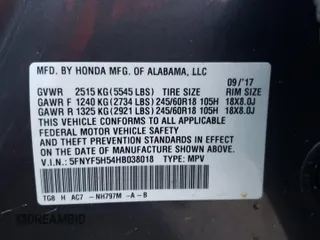 MFD. BY HONDA MFG. OF ALABAMA, LLC
09/'17
GVWR 2515 KG (5545 LBS) TIRE SIZE RIM SIZE
GAWR F 1240 KG (2734 LBS) 245/60R18 105H 18X8.0J
GAWR R 1325 KG (2921 LBS) 245/60R18 105H 18X8.0J
THIS VEHICLE CONFORMS TO ALL APPLICABLE
FEDERAL MOTOR VEHICLE SAFETY AND THEFT
PREVENTION STANDARDS IN EFFECT ON THE
DATE OF MANUFACTURE SHOWN ABOVE.
V.I.N.: 5FNYF5H54HB038018 TYPE: MPV
TG8 H AC7 -NH797M -A-B
DREAMBID